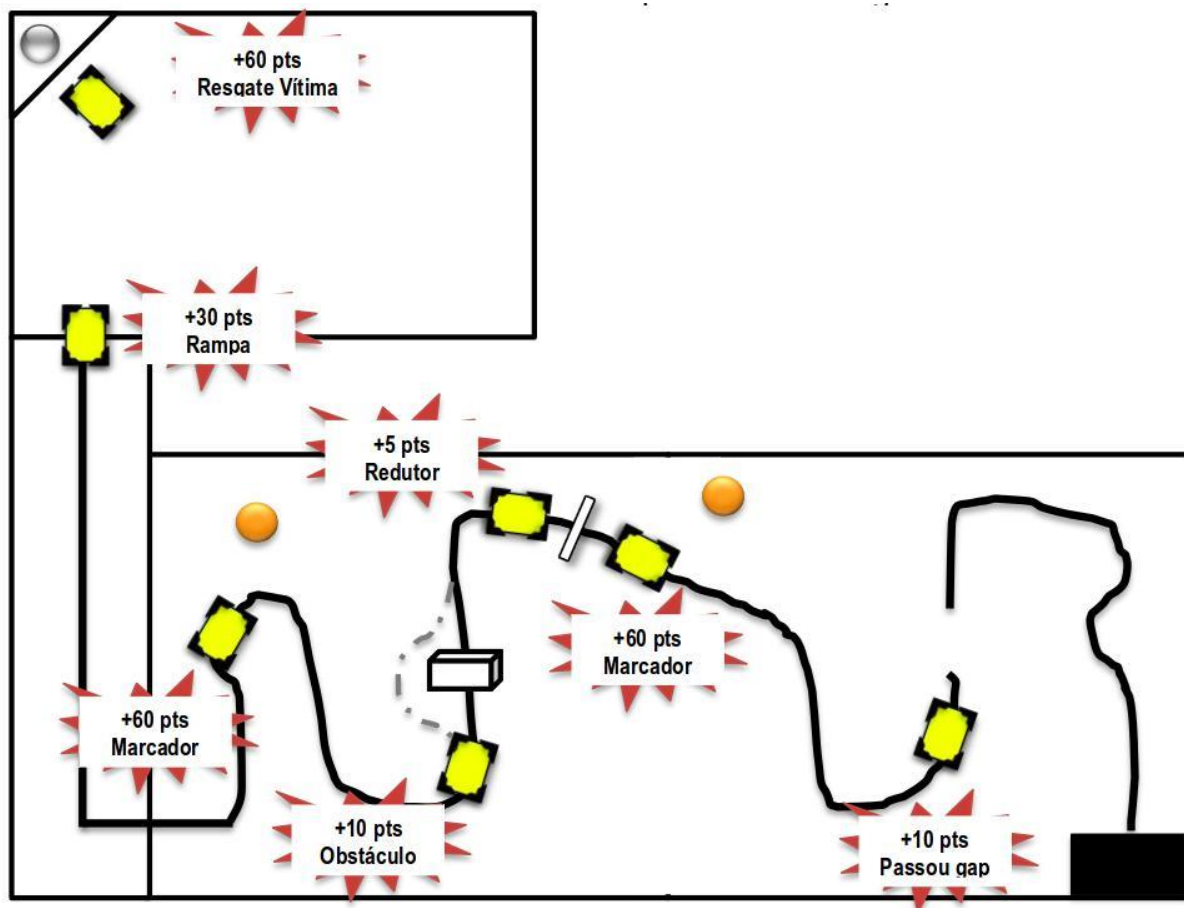 +60 pts
Resgate Vítima
+30 pts
Rampa
+5 pts
Redutor
+60 pts
Marcador
+60 pts
Marcador
+10 pts
Obstáculo
+10 pts
Passou gap